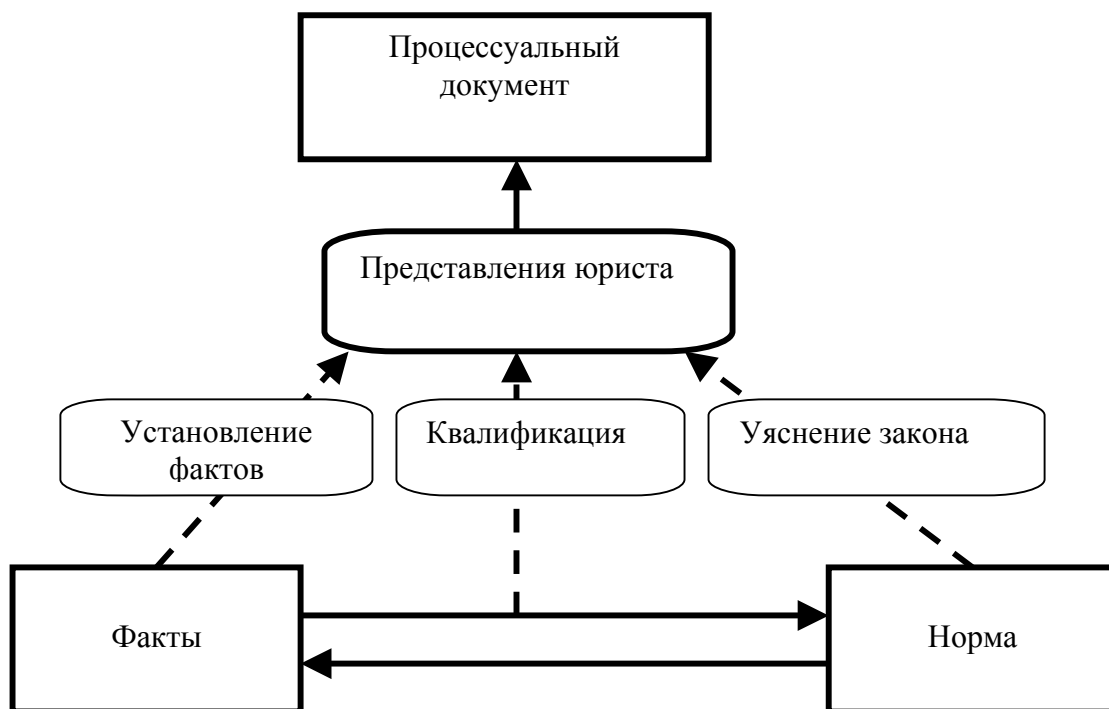 Процессуальный
документ
Представления юриста
Установление
фактов
Квалификация
Уяснение закона
Факты
Норма